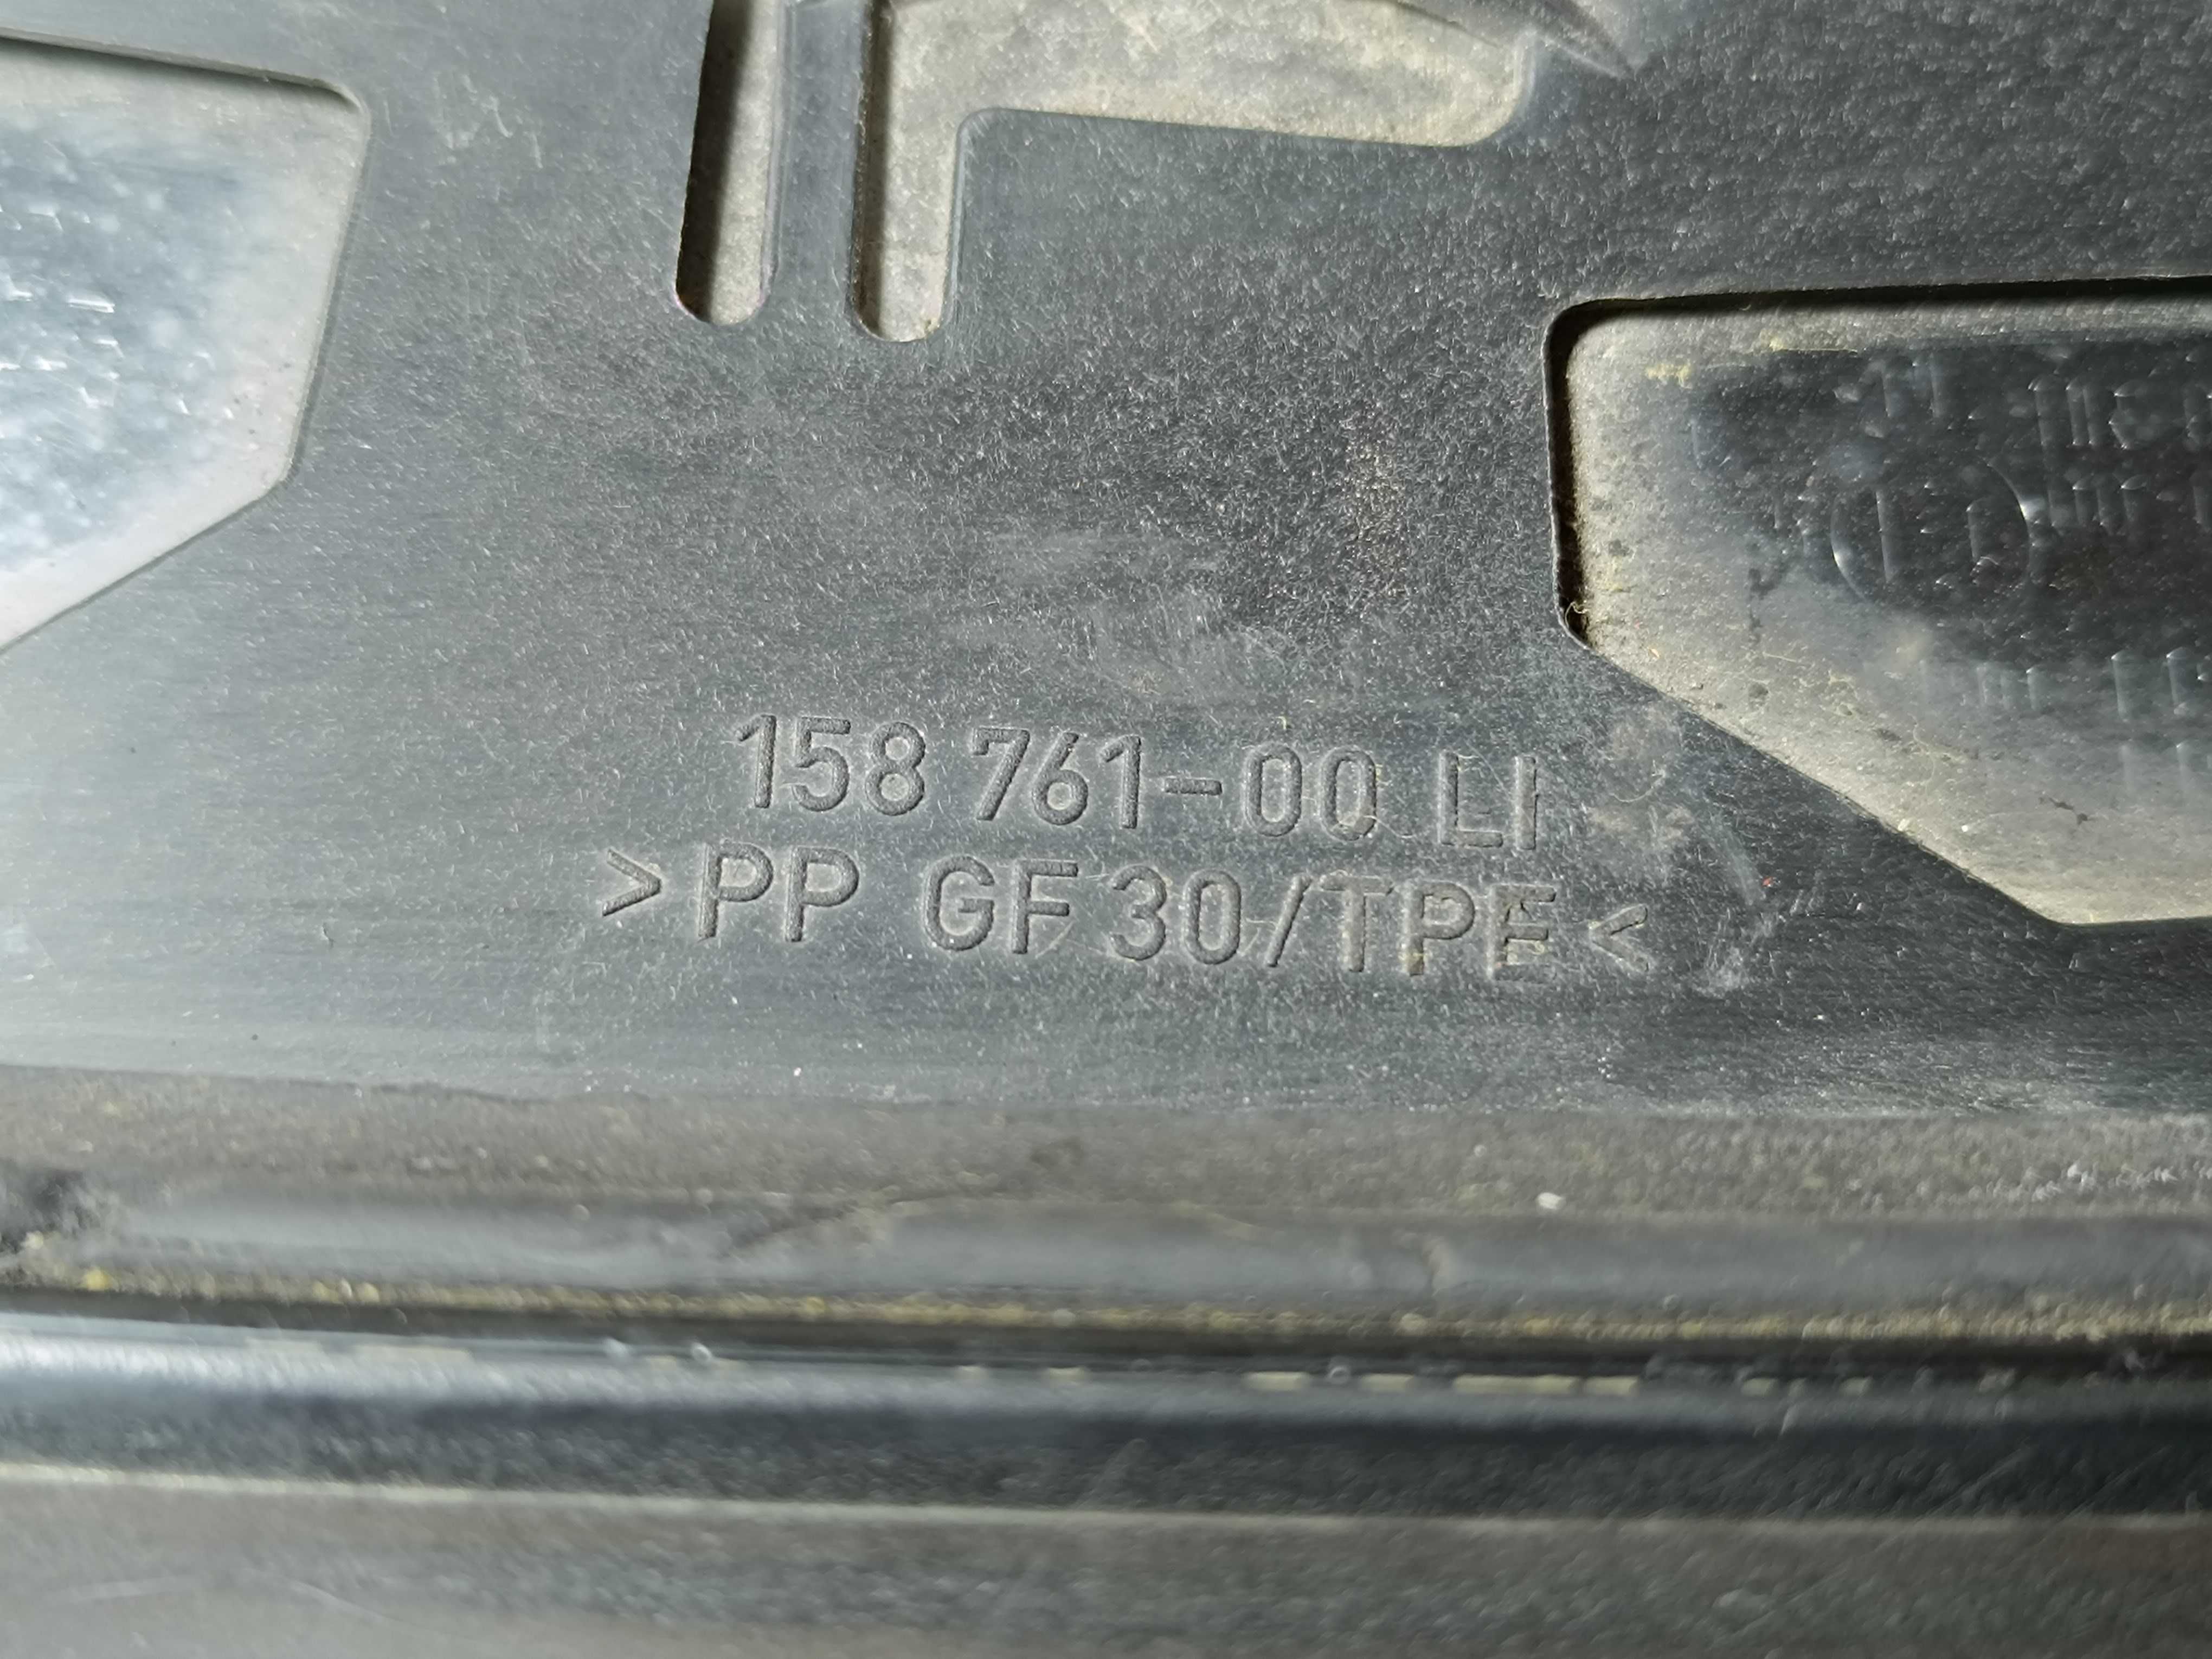 158 761-00 LI
>PP GF 30/TPE<